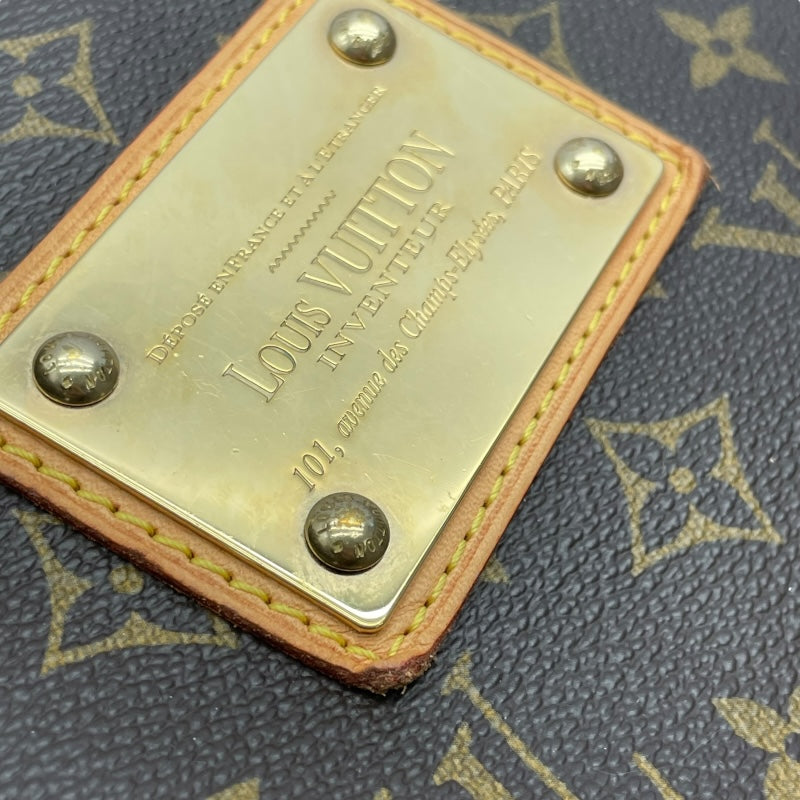 DÉPOSÉ EN FRANCE ET À L'ETRANGER
LOUIS VUITTON
INVENTEUR
101, avenue des Champs-Elysées, PARIS